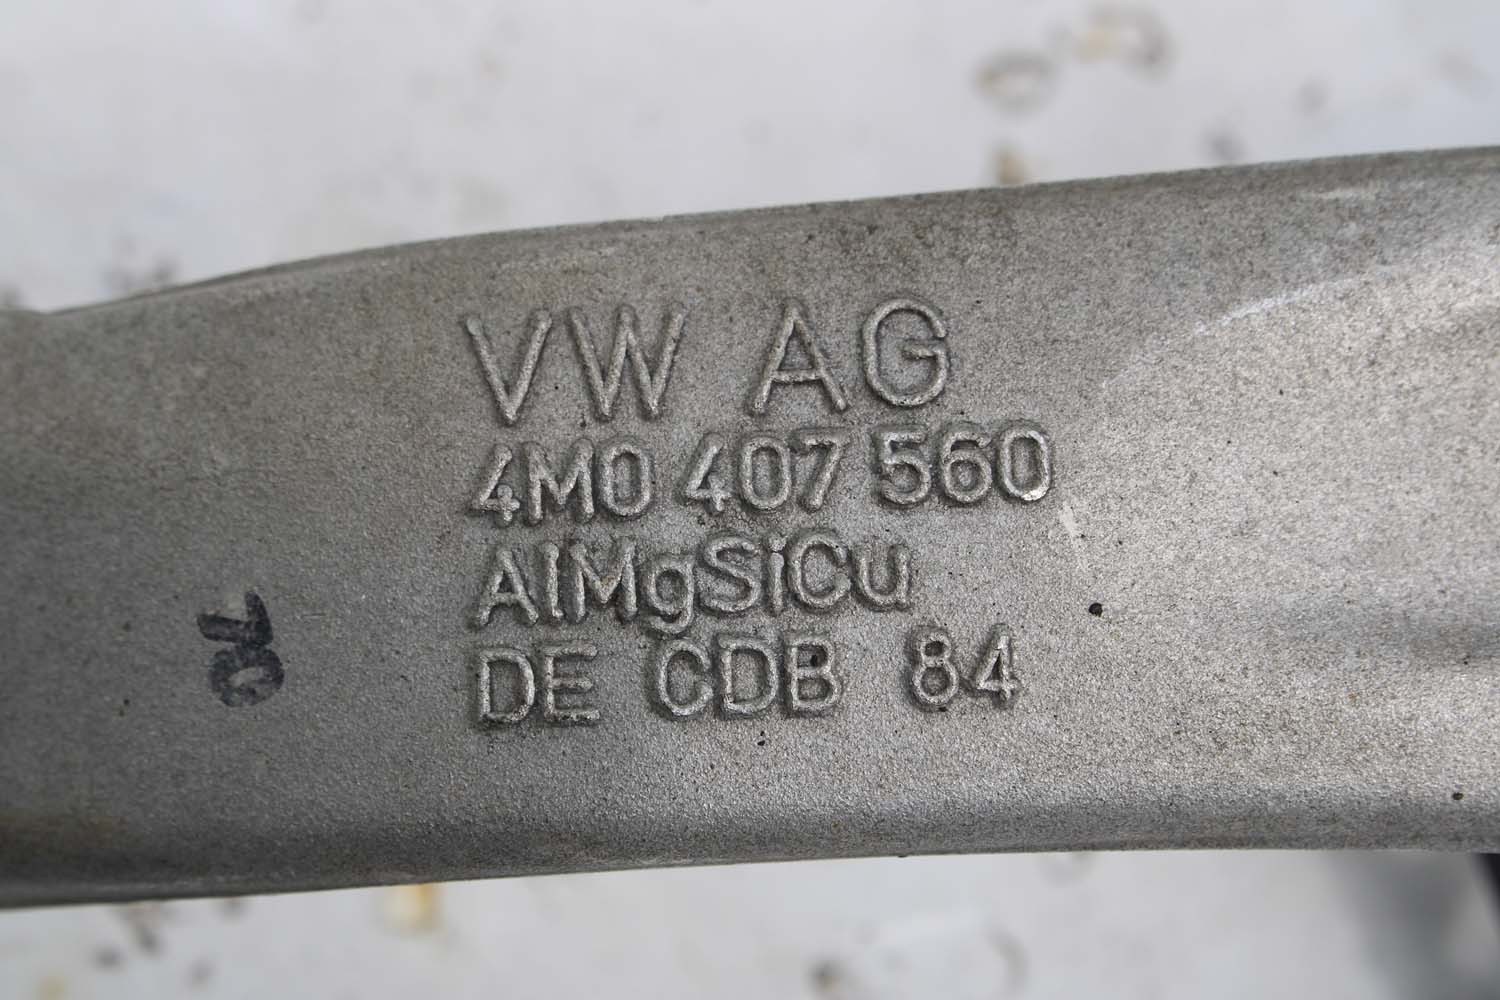 VW AG
4M0 407 560
AlMgSiCu
DE CDB 84